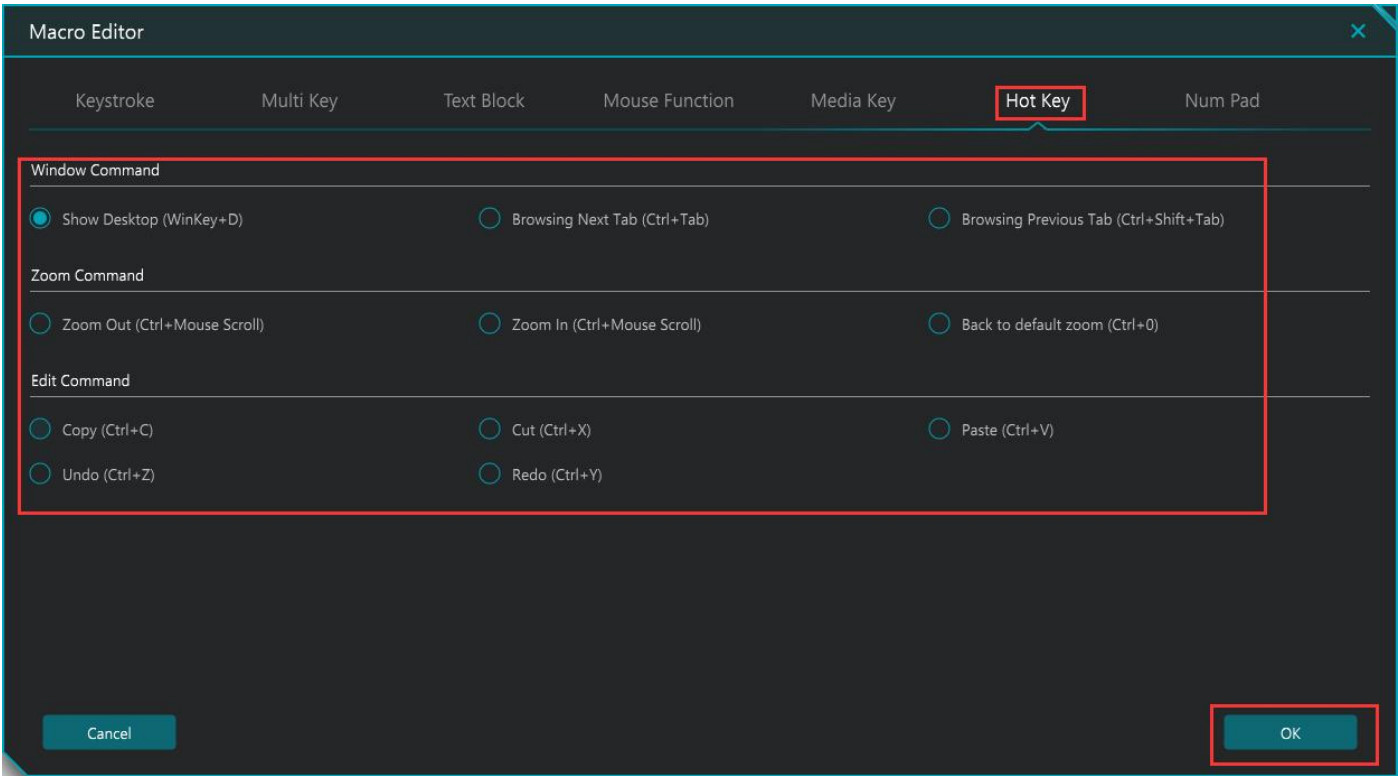 Macro Editor
Keystroke Multi Key Text Block Mouse Function Media Key Hot Key Num Pad
Window Command
Show Desktop (WinKey+D) Browsing Next Tab (Ctrl+Tab) Browsing Previous Tab (Ctrl+Shift+Tab)
Zoom Command
Zoom Out (Ctrl+Mouse Scroll) Zoom In (Ctrl+Mouse Scroll) Back to default zoom (Ctrl+0)
Edit Command
Copy (Ctrl+C) Cut (Ctrl+X) Paste (Ctrl+V)
Undo (Ctrl+Z) Redo (Ctrl+Y)
Cancel OK